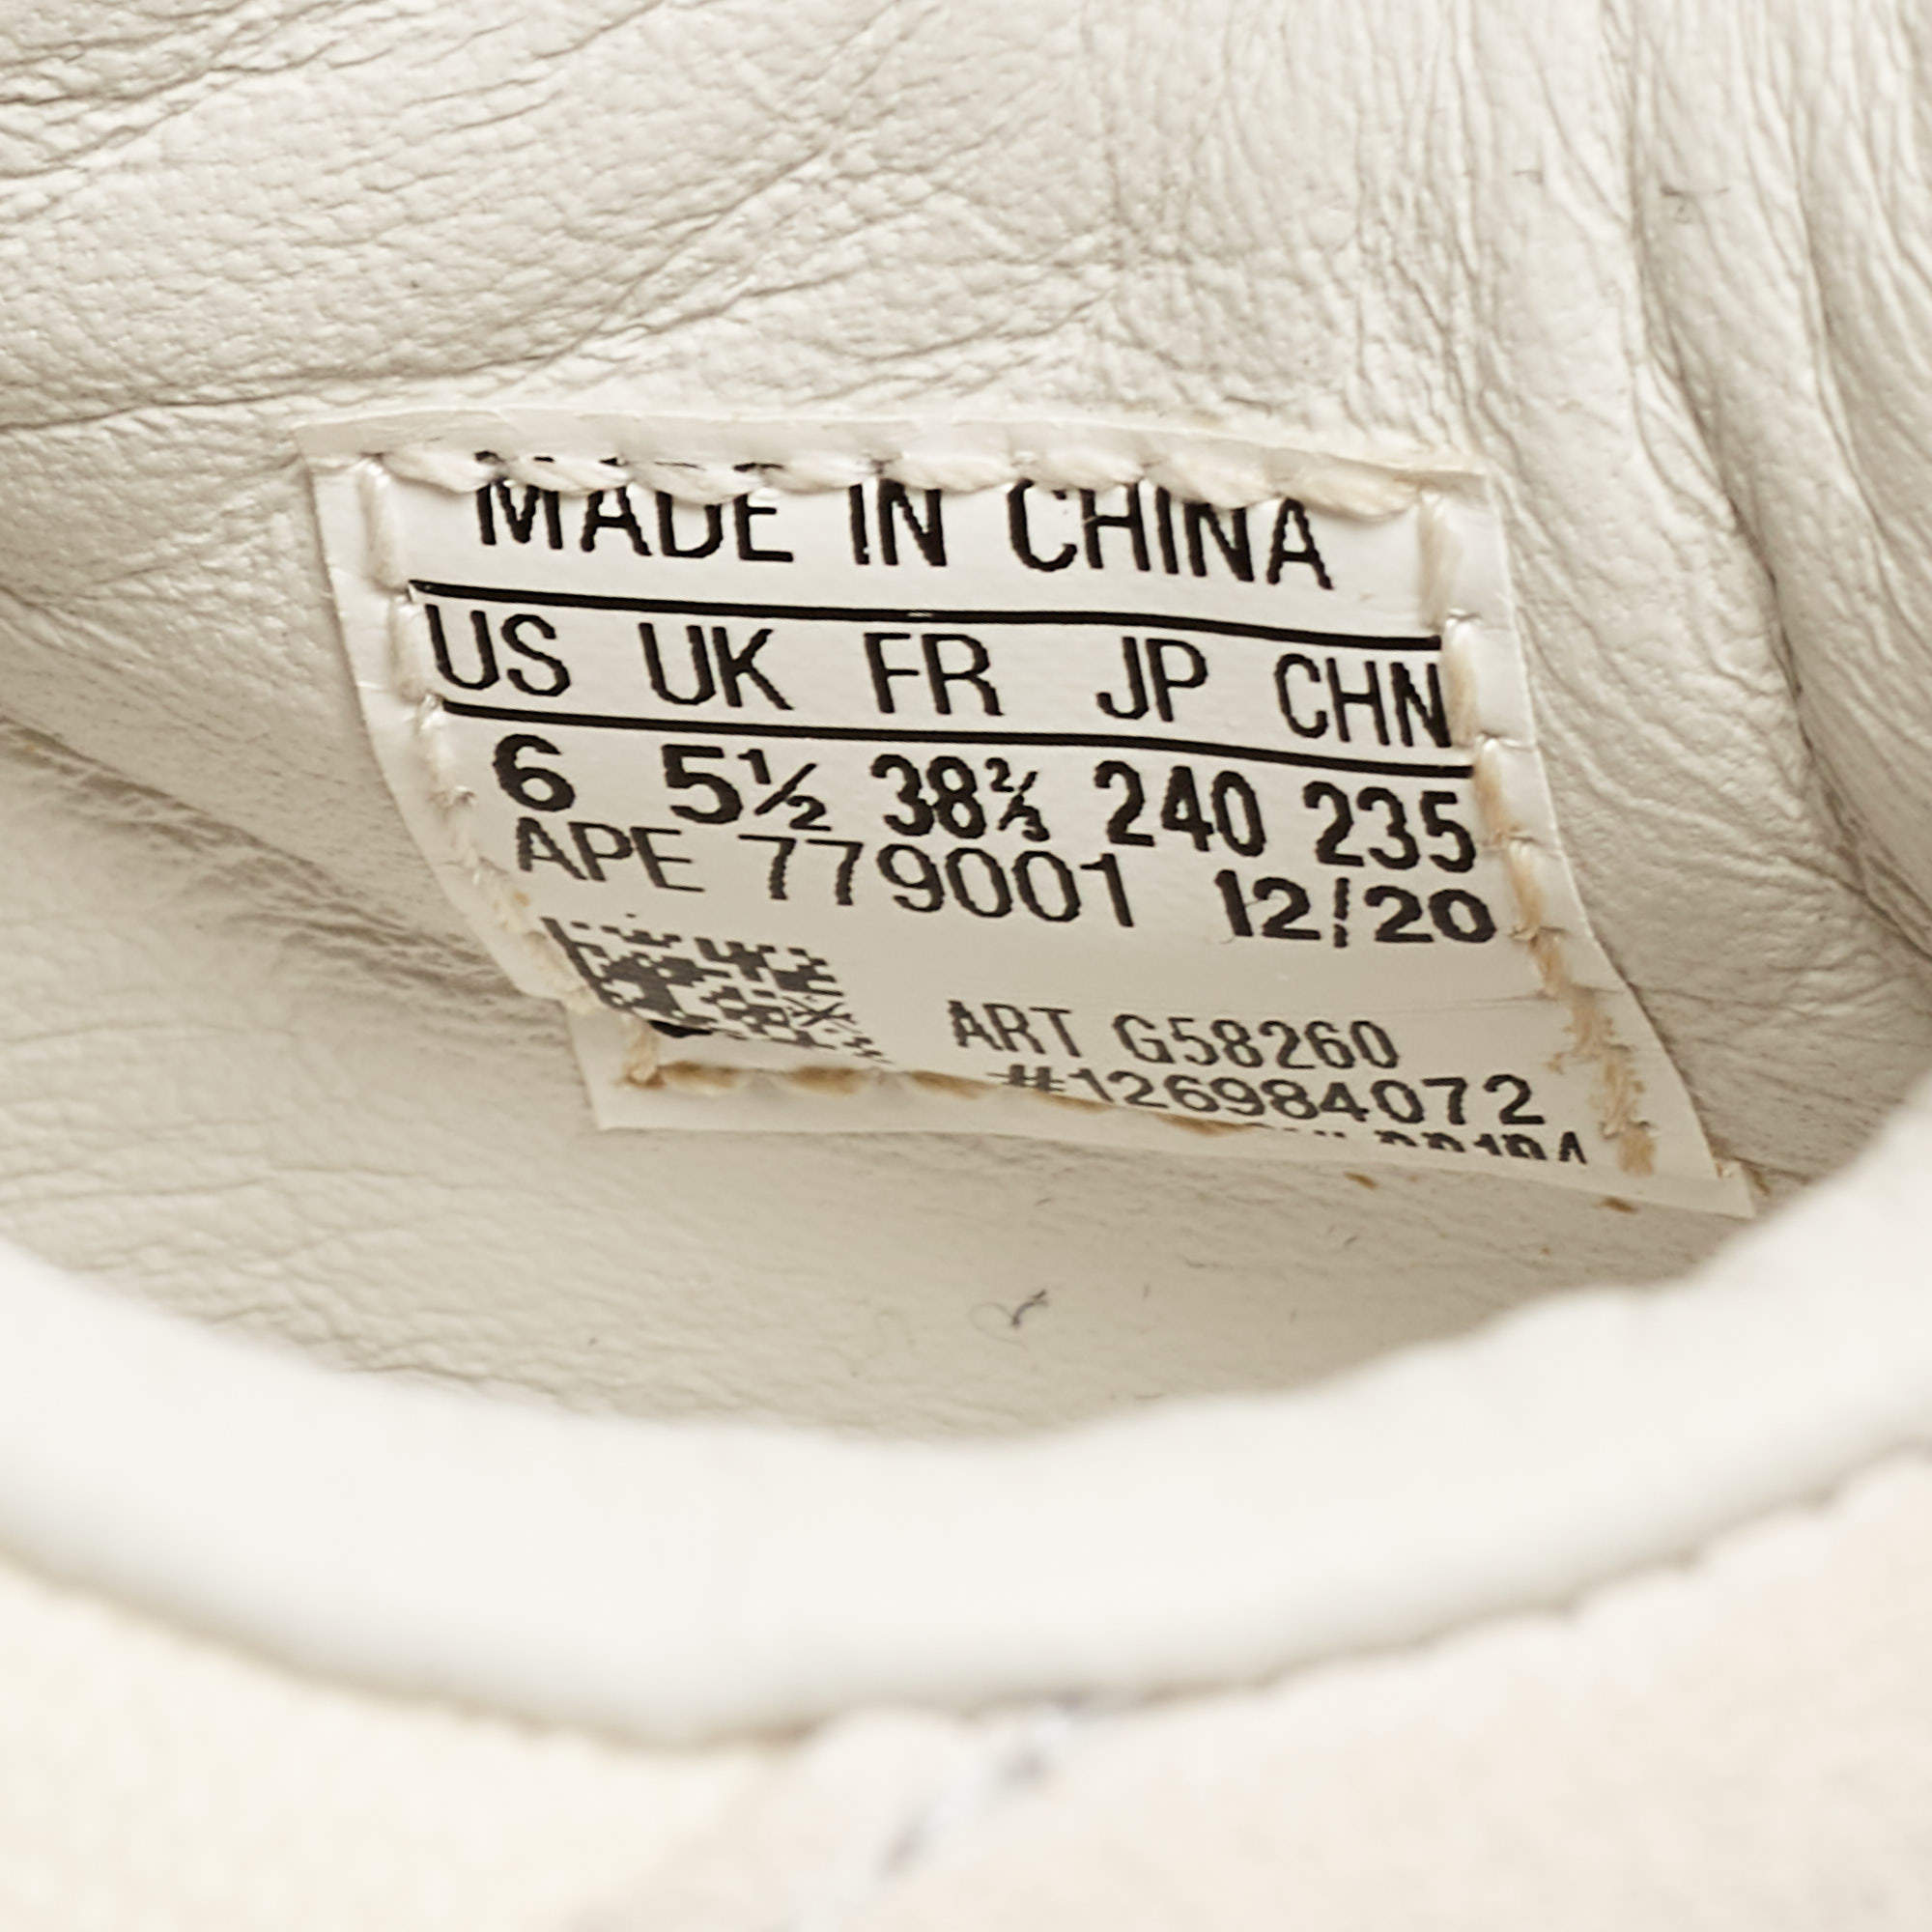 MADE IN CHINA
US UK FR JP CHN
6 5½ 38⅔ 240 235
APE 779001 12/20
ART G58260
#126984072